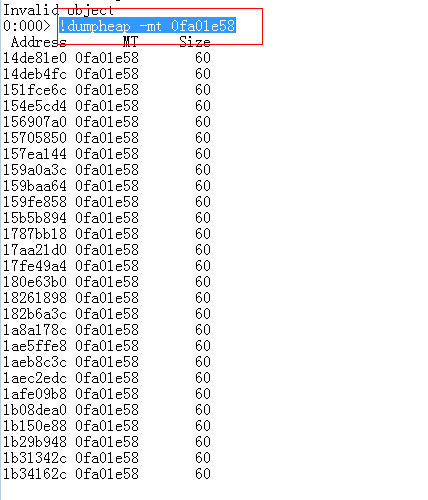 Invalid object
0:000> !dumpheap -mt 0fa01e58
 Address       MT     Size
14de81e0 0fa01e58       60
14deb4fc 0fa01e58       60
151fce6c 0fa01e58       60
154e5cd4 0fa01e58       60
156907a0 0fa01e58       60
15705850 0fa01e58       60
157ea144 0fa01e58       60
159a0a3c 0fa01e58       60
159baa64 0fa01e58       60
159fe858 0fa01e58       60
15b5b894 0fa01e58       60
1787bb18 0fa01e58       60
17aa21d0 0fa01e58       60
17fe49a4 0fa01e58       60
180e63b0 0fa01e58       60
18261898 0fa01e58       60
182b6a3c 0fa01e58       60
1a8a178c 0fa01e58       60
1ae5ffe8 0fa01e58       60
1aeb8c3c 0fa01e58       60
1aec2edc 0fa01e58       60
1afe09b8 0fa01e58       60
1b08dea0 0fa01e58       60
1b150e88 0fa01e58       60
1b29b948 0fa01e58       60
1b31342c 0fa01e58       60
1b34162c 0fa01e58       60